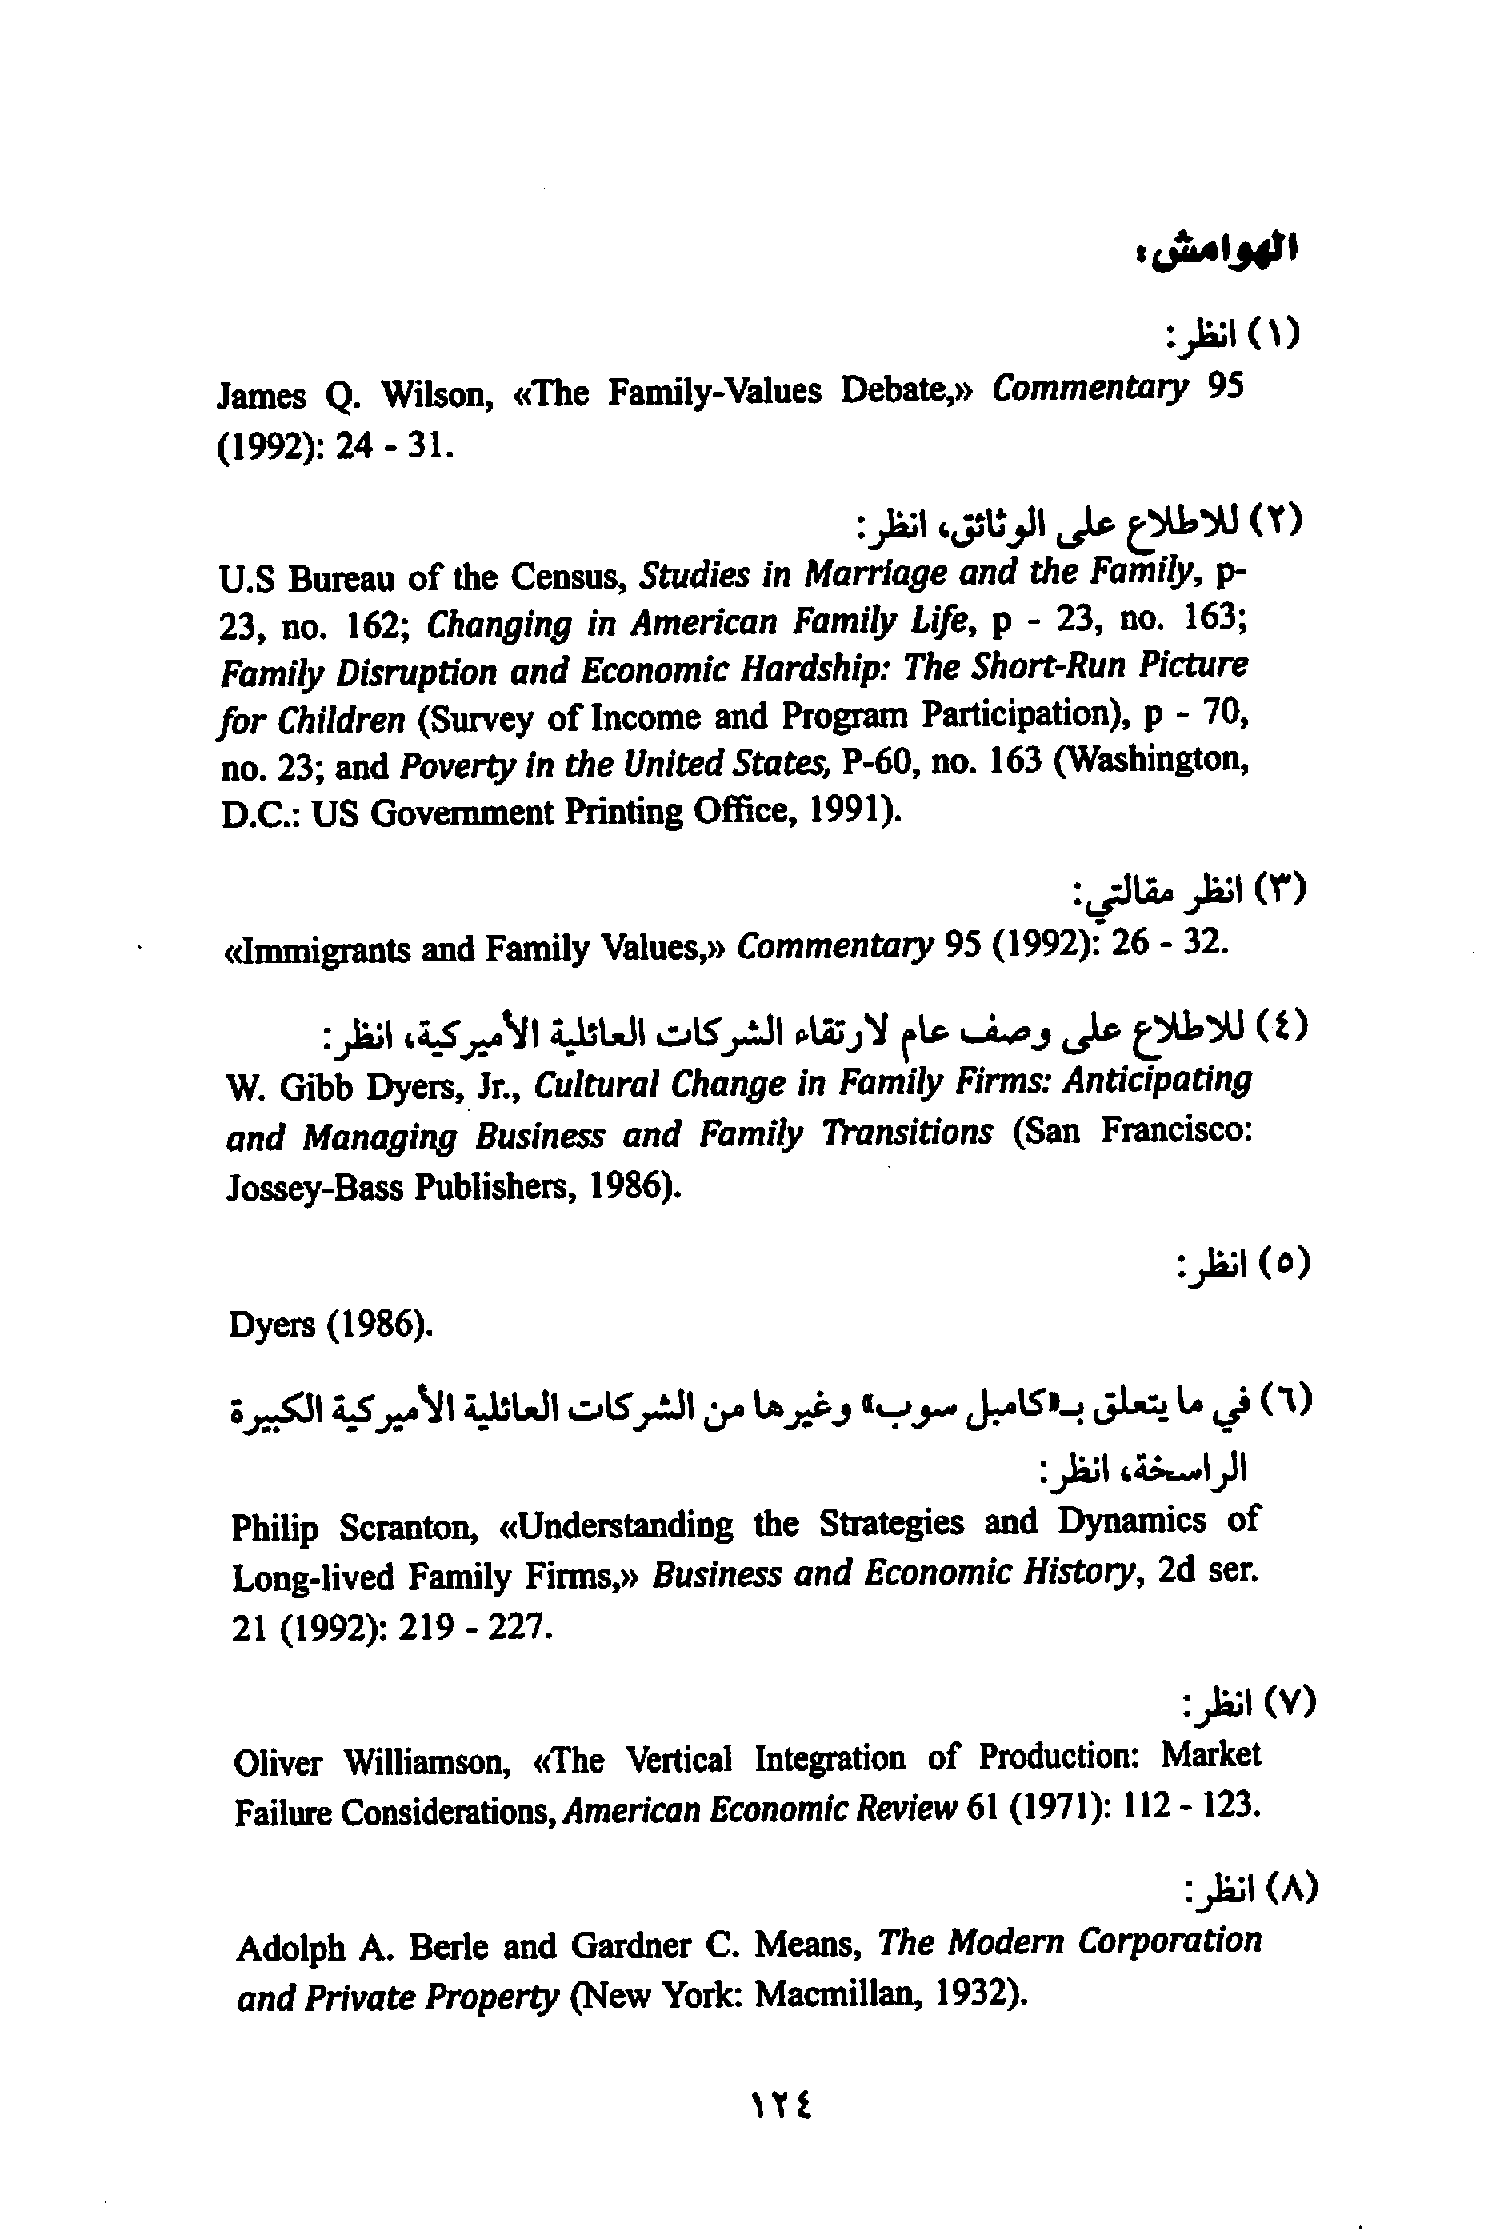 الهوامش:
(١) انظر:
James Q. Wilson, «The Family-Values Debate,» Commentary 95
(1992): 24 - 31.
(٢) للاطلاع على الوثائق، انظر:
U.S Bureau of the Census, Studies in Marriage and the Family, p-
23, no. 162; Changing in American Family Life, p - 23, no. 163;
Family Disruption and Economic Hardship: The Short-Run Picture
for Children (Survey of Income and Program Participation), p - 70,
no. 23; and Poverty in the United States, P-60, no. 163 (Washington,
D.C.: US Government Printing Office, 1991).
(٣) انظر مقالتي:
«Immigrants and Family Values,» Commentary 95 (1992): 26 - 32.
(٤) للاطلاع على وصف عام لارتقاء الشركات العائلية الأميركية، انظر:
W. Gibb Dyers, Jr., Cultural Change in Family Firms: Anticipating
and Managing Business and Family Transitions (San Francisco:
Jossey-Bass Publishers, 1986).
(٥) انظر:
Dyers (1986).
(٦) في ما يتعلق بـ«كامبل سوب» وغيرها من الشركات العائلية الأميركية الكبيرة
الراسخة، انظر:
Philip Scranton, «Understanding the Strategies and Dynamics of
Long-lived Family Firms,» Business and Economic History, 2d ser.
21 (1992): 219 - 227.
(٧) انظر:
Oliver Williamson, «The Vertical Integration of Production: Market
Failure Considerations, American Economic Review 61 (1971): 112 - 123.
(٨) انظر:
Adolph A. Berle and Gardner C. Means, The Modern Corporation
and Private Property (New York: Macmillan, 1932).
١٢٤